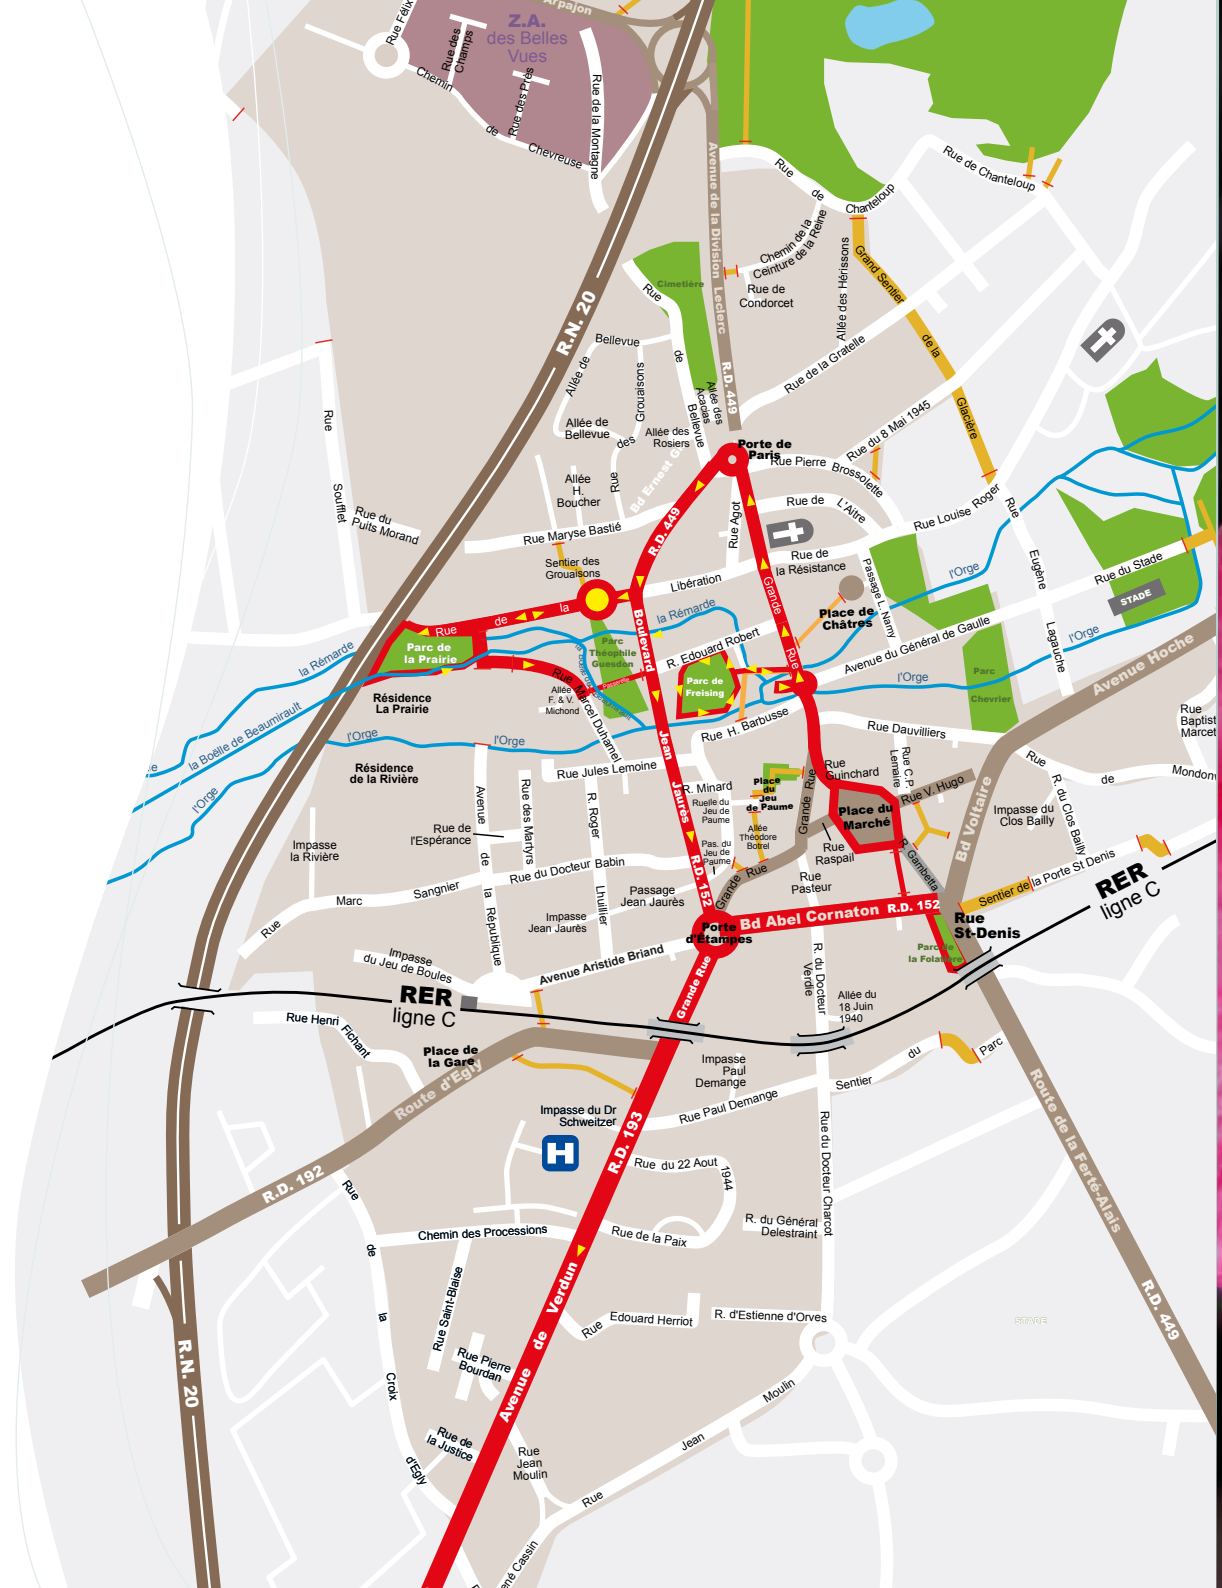 Arpajon
Z.A.
des Belles
Vues
Rue Félix
Rue des
Champs
Rue des Prés
Chemin
de
Chevreuse
Rue de la Montagne
Avenue de la Division Leclerc
R.D. 449
Rue
de
Chanteloup
Rue de Chanteloup
Chemin de la
Ceinture de la Reine
Rue de
Condorcet
Allée des Hérissons
Grand Sentier
de la
Glacière
Cimetière
Rue
de
Bellevue
R.N. 20
Bellevue
Allée de
Grouaisons
des
Rue
Allée de
Bellevue
Allée des
Rosiers
Allée des
Acacias
Rue de la Gratelle
Rue du 8 Mai 1945
Porte de
Paris
Rue Pierre
Brossolette
Allée
H.
Boucher
Rue
Soufflet
Rue du
Puits Morand
Rue Maryse Bastié
R.D. 449
Rue Agot
Rue de
L'Aitre
Rue Louise Roger
Rue
Eugène
Lagauche
Rue du Stade
STADE
Sentier des
Grouaisons
Libération
Rue de
la Résistance
Passage L. Namy
l'Orge
Place de
Châtres
Grande
Rue
Rue
de
la
la Rémarde
Boulevard
Jean
Jaurès
R.D. 152
R. Edouard Robert
Avenue du Général de Gaulle
l'Orge
l'Orge
Avenue Hoche
Parc de
la Prairie
Parc
Théophile
Guesdon
Passerelle
Parc de
Freising
Parc
Chevrier
la Rémarde
la Boëlle de Beaumirault
l'Orge
Résidence
La Prairie
Rue Marcel Duhamel
Allée
F. & V.
Michond
l'Orge
l'Orge
Rue H. Barbusse
Rue Dauvilliers
Résidence
de la Rivière
Rue Jules Lemoine
R. Minard
Ruelle du
Jeu de
Paume
Place
du
Jeu
de Paume
Rue
Guinchard
Rue C.P.
Lemaire
Rue V. Hugo
Place du
Marché
Bd Voltaire
Rue
de
R. du Clos Bailly
Impasse du
Clos Bailly
Rue de
l'Espérance
Avenue
de
la
République
Rue des Martyrs
R. Roger
Lhuillier
Impasse
la Rivière
Pas. du
Jeu de
Paume
Allée
Théodore
Botrel
Grande Rue
Grande
Rue
Rue
Raspail
Rue
Pasteur
R. Gambetta
Rue
Marc
Sangnier
Rue du Docteur Babin
Passage
Jean Jaurès
Impasse
Jean Jaurès
Bd Abel Cornaton R.D. 152
Sentier de la Porte St Denis
RER
ligne C
Rue
St-Denis
Porte
d'Etampes
Impasse
du Jeu de Boules
Avenue Aristide Briand
Grande Rue
R. du Docteur
Verdie
Allée du
18 Juin
1940
RER
ligne C
Rue Henri
Fichant
Place de
la Gare
Route d'Egly
R.D. 192
Impasse
Paul
Demange
Rue Paul Demange
Sentier
du
Parc
Impasse du Dr
Schweitzer
H
R.D. 193
Rue du 22 Aout
1944
Rue du Docteur Charcot
Route de la Ferté-Alais
R.D. 449
R. du Général
Delestraint
Rue
de
la
Croix
d'Egly
Chemin des Processions
Rue de la Paix
Rue Saint-Blaise
Avenue
de
Verdun
Rue
Edouard Herriot
R. d'Estienne d'Orves
STADE
R.N. 20
Rue Pierre
Bourdan
Rue de
la Justice
Rue
Jean
Moulin
Rue
Jean
Moulin